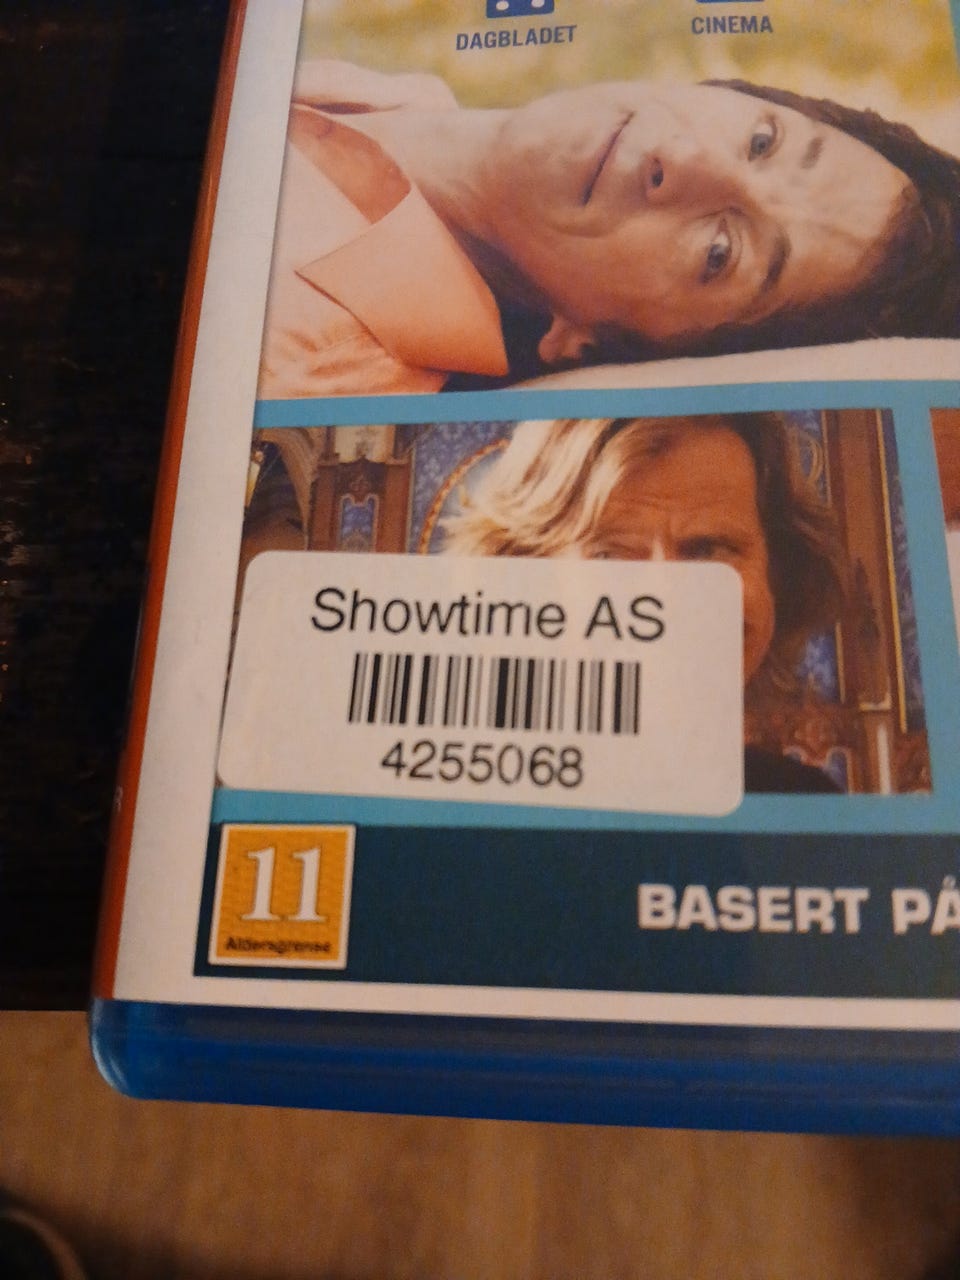 DAGBLADET
CINEMA
Showtime AS
4255068
11
Aldersgrense
BASERT PÅ